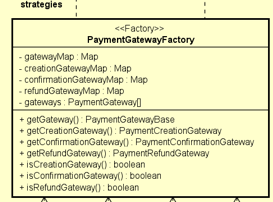 strategies
<<Factory>>
PaymentGatewayFactory
- gatewayMap : Map
- creationGatewayMap : Map
- confirmationGatewayMap : Map
- refundGatewayMap : Map
- gateways : PaymentGateway[]
+ getGateway() : PaymentGatewayBase
+ getCreationGateway() : PaymentCreationGateway
+ getConfirmationGateway() : PaymentConfirmationGateway
+ getRefundGateway() : PaymentRefundGateway
+ isCreationGateway() : boolean
+ isConfirmationGateway() : boolean
+ isRefundGateway() : boolean